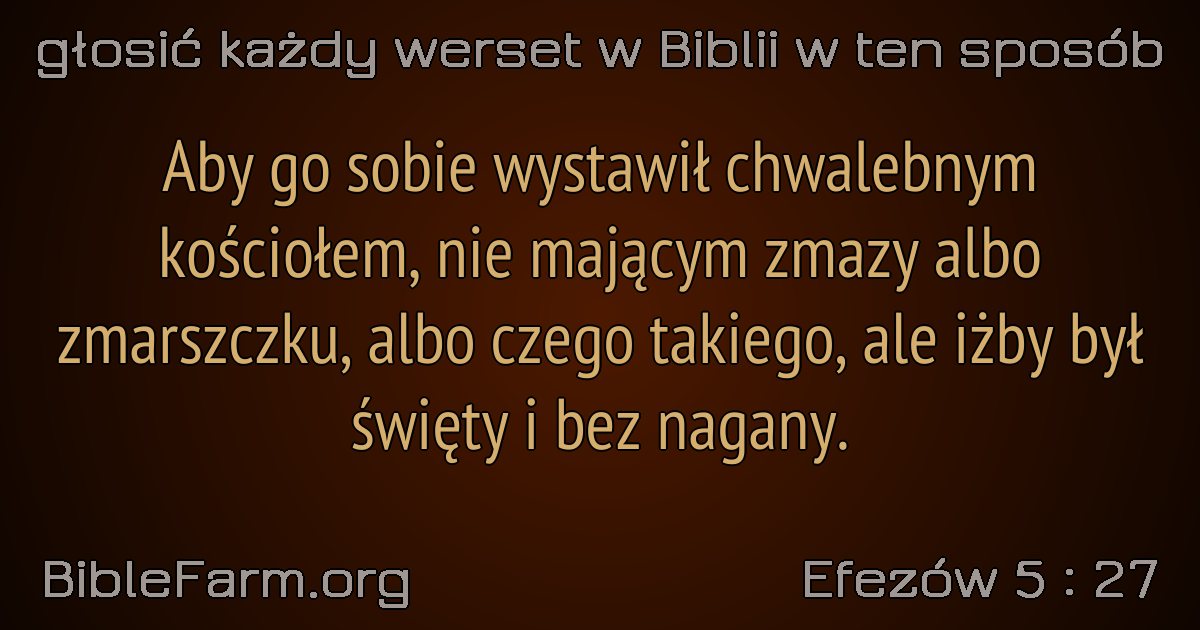 głosić każdy werset w Biblii w ten sposób
Aby go sobie wystawił chwalebnym
kościołem, nie mającym zmazy albo
zmarszczku, albo czego takiego, ale iżby był
święty i bez nagany.
BibleFarm.org
Efezów 5 : 27